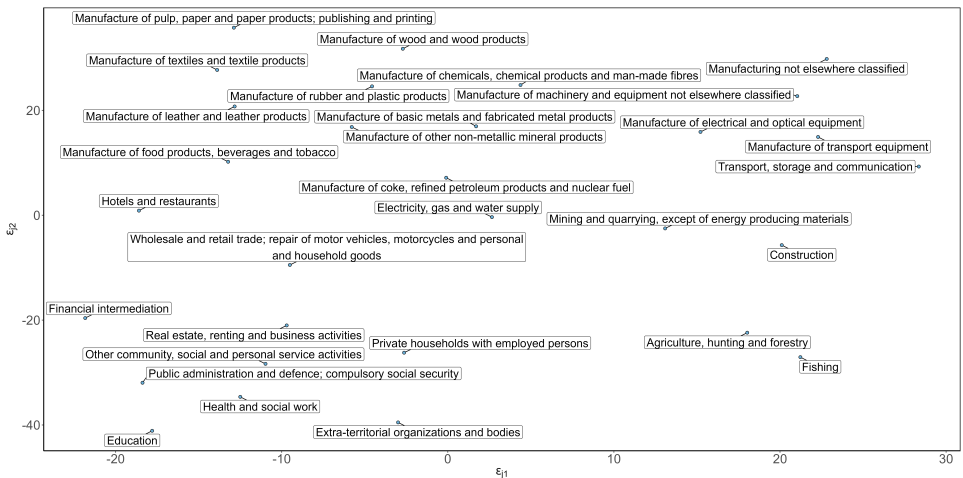 Manufacture of pulp, paper and paper products; publishing and printing
Manufacture of wood and wood products
Manufacture of textiles and textile products
Manufacturing not elsewhere classified
Manufacture of chemicals, chemical products and man-made fibres
Manufacture of rubber and plastic products
Manufacture of machinery and equipment not elsewhere classified
Manufacture of leather and leather products
Manufacture of basic metals and fabricated metal products
Manufacture of electrical and optical equipment
Manufacture of other non-metallic mineral products
Manufacture of transport equipment
Manufacture of food products, beverages and tobacco
Transport, storage and communication
Manufacture of coke, refined petroleum products and nuclear fuel
Hotels and restaurants
Electricity, gas and water supply
Mining and quarrying, except of energy producing materials
Wholesale and retail trade; repair of motor vehicles, motorcycles and personal
and household goods
Construction
Financial intermediation
Real estate, renting and business activities
Private households with employed persons
Agriculture, hunting and forestry
Other community, social and personal service activities
Fishing
Public administration and defence; compulsory social security
Health and social work
Extra-territorial organizations and bodies
Education
20
0
-20
-40
εj2
-20
-10
0
10
20
30
εj1